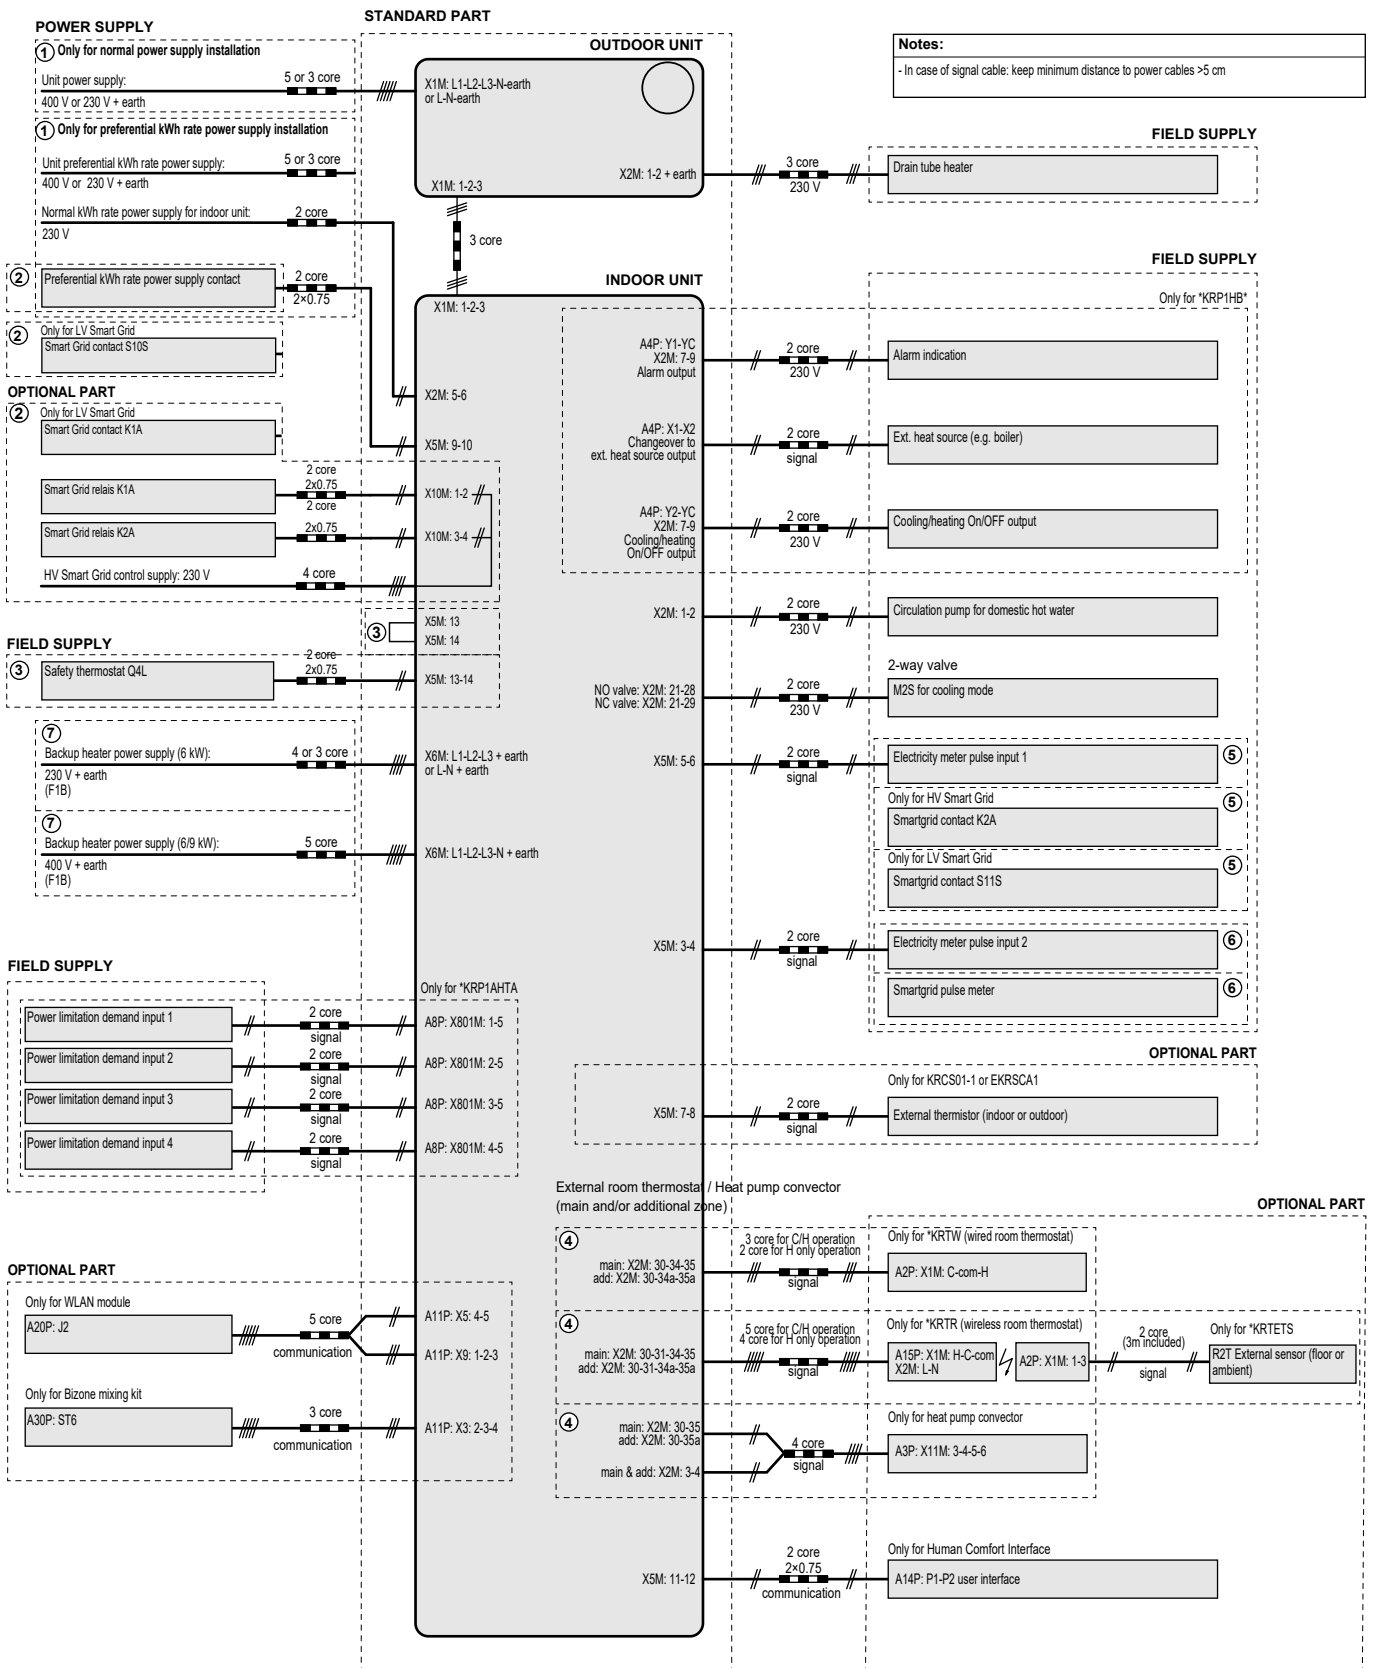 STANDARD PART
POWER SUPPLY
1 Only for normal power supply installation
Unit power supply:
5 or 3 core
400 V or 230 V + earth
1 Only for preferential kWh rate power supply installation
Unit preferential kWh rate power supply:
5 or 3 core
400 V or 230 V + earth
Normal kWh rate power supply for indoor unit:
2 core
230 V
2
Preferential kWh rate power supply contact
2 core
2×0.75
2
Only for LV Smart Grid
Smart Grid contact S10S
OPTIONAL PART
2
Only for LV Smart Grid
Smart Grid contact K1A
Smart Grid relais K1A
2 core
2x0.75
2 core
Smart Grid relais K2A
2x0.75
HV Smart Grid control supply: 230 V
4 core
FIELD SUPPLY
3
Safety thermostat Q4L
2 core
2x0.75
7
Backup heater power supply (6 kW):
4 or 3 core
230 V + earth
(F1B)
7
Backup heater power supply (6/9 kW):
5 core
400 V + earth
(F1B)
FIELD SUPPLY
Power limitation demand input 1
2 core
signal
Power limitation demand input 2
2 core
signal
Power limitation demand input 3
2 core
signal
Power limitation demand input 4
2 core
signal
OPTIONAL PART
Only for WLAN module
A20P: J2
5 core
communication
Only for Bizone mixing kit
A30P: ST6
3 core
communication
OUTDOOR UNIT
X1M: L1-L2-L3-N-earth
or L-N-earth
X2M: 1-2 + earth
X1M: 1-2-3
3 core
INDOOR UNIT
X1M: 1-2-3
X2M: 5-6
X5M: 9-10
X10M: 1-2
X10M: 3-4
3
X5M: 13
X5M: 14
X5M: 13-14
X6M: L1-L2-L3 + earth
or L-N + earth
X6M: L1-L2-L3-N + earth
Only for *KRP1AHTA
A8P: X801M: 1-5
A8P: X801M: 2-5
A8P: X801M: 3-5
A8P: X801M: 4-5
A11P: X5: 4-5
A11P: X9: 1-2-3
A11P: X3: 2-3-4
A4P: Y1-YC
X2M: 7-9
Alarm output
A4P: X1-X2
Changeover to
ext. heat source output
A4P: Y2-YC
X2M: 7-9
Cooling/heating
On/OFF output
X2M: 1-2
NO valve: X2M: 21-28
NC valve: X2M: 21-29
X5M: 5-6
X5M: 3-4
X5M: 7-8
External room thermostat / Heat pump convector
(main and/or additional zone)
4
main: X2M: 30-34-35
add: X2M: 30-34a-35a
4
main: X2M: 30-31-34-35
add: X2M: 30-31-34a-35a
4
main: X2M: 30-35
add: X2M: 30-35a
main & add: X2M: 3-4
X5M: 11-12
Notes:
- In case of signal cable: keep minimum distance to power cables >5 cm
FIELD SUPPLY
3 core
230 V
Drain tube heater
FIELD SUPPLY
Only for *KRP1HB*
2 core
230 V
Alarm indication
2 core
signal
Ext. heat source (e.g. boiler)
2 core
230 V
Cooling/heating On/OFF output
2 core
230 V
Circulation pump for domestic hot water
2-way valve
2 core
230 V
M2S for cooling mode
2 core
signal
Electricity meter pulse input 1
5
Only for HV Smart Grid
5
Smartgrid contact K2A
Only for LV Smart Grid
5
Smartgrid contact S11S
2 core
signal
Electricity meter pulse input 2
6
Smartgrid pulse meter
6
OPTIONAL PART
Only for KRCS01-1 or EKRSCA1
2 core
signal
External thermistor (indoor or outdoor)
OPTIONAL PART
3 core for C/H operation
2 core for H only operation
signal
Only for *KRTW (wired room thermostat)
A2P: X1M: C-com-H
5 core for C/H operation
4 core for H only operation
signal
Only for *KRTR (wireless room thermostat)
A15P: X1M: H-C-com
X2M: L-N
A2P: X1M: 1-3
2 core
(3m included)
signal
Only for *KRTETS
R2T External sensor (floor or
ambient)
4 core
signal
Only for heat pump convector
A3P: X11M: 3-4-5-6
2 core
2×0.75
communication
Only for Human Comfort Interface
A14P: P1-P2 user interface